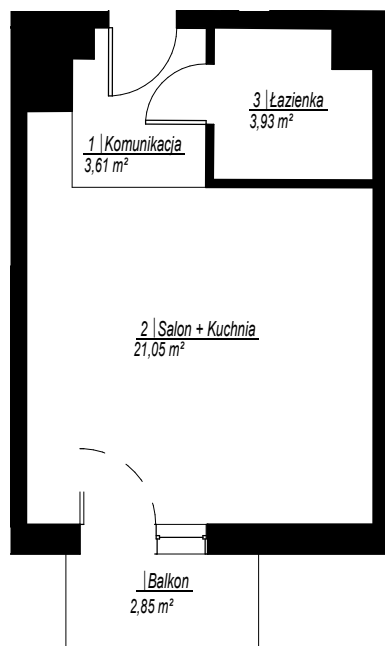 3 | Łazienka
3,93 m²
1 | Komunikacja
3,61 m²
2 | Salon + Kuchnia
21,05 m²
| Balkon
2,85 m²